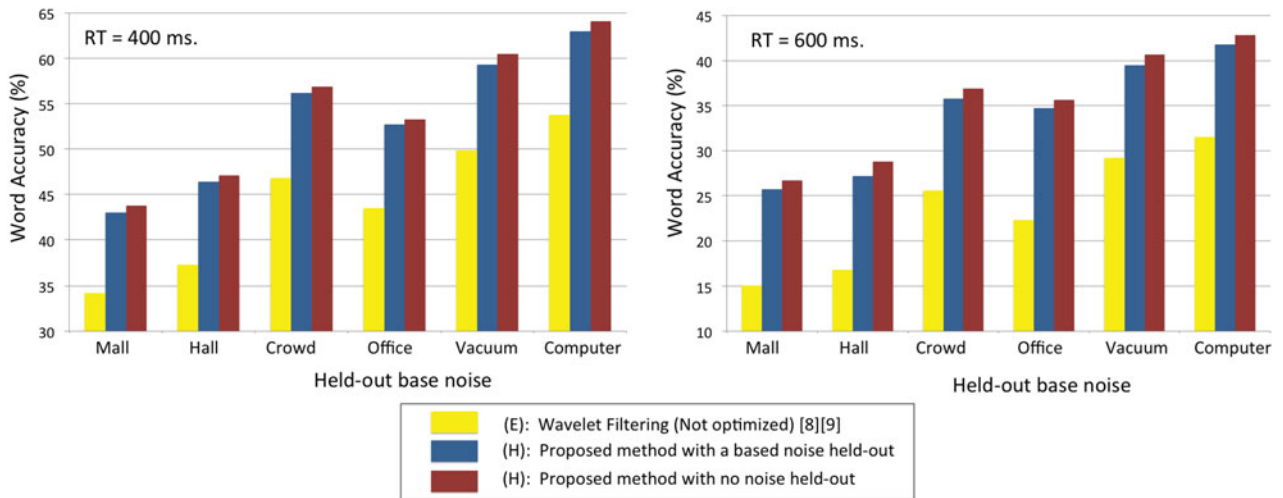 RT = 400 ms.
Word Accuracy (%)
65
60
55
50
45
40
35
30
Mall Hall Crowd Office Vacuum Computer
Held-out base noise
RT = 600 ms.
Word Accuracy (%)
45
40
35
30
25
20
15
10
Mall Hall Crowd Office Vacuum Computer
Held-out base noise
(E): Wavelet Filtering (Not optimized) [8][9]
(H): Proposed method with a based noise held-out
(H): Proposed method with no noise held-out